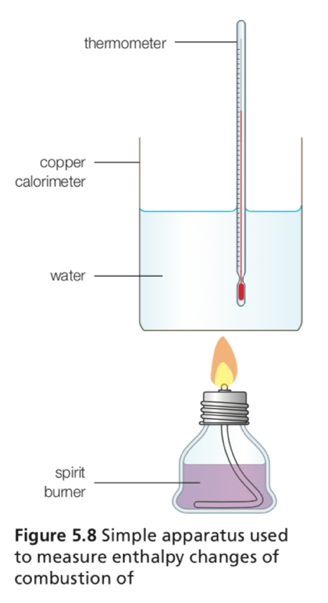 thermometer
copper
calorimeter
water
spirit
burner
Figure 5.8 Simple apparatus used
to measure enthalpy changes of
combustion of